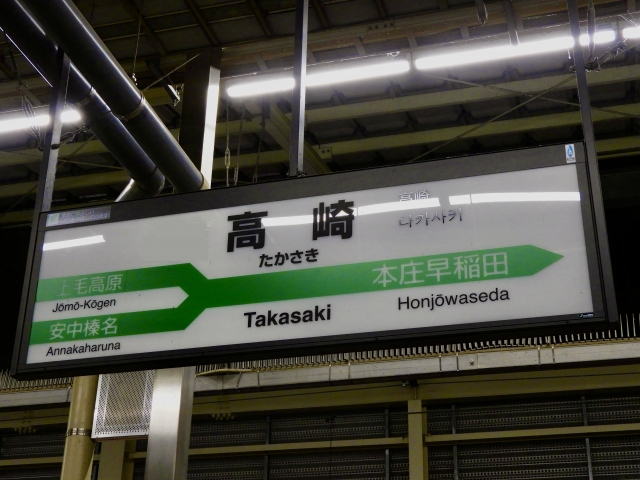 高崎
高崎
다카사키
たかさき
上毛高原
Jōmō-Kōgen
本庄早稲田
Honjōwaseda
安中榛名
Annakaharuna
Takasaki